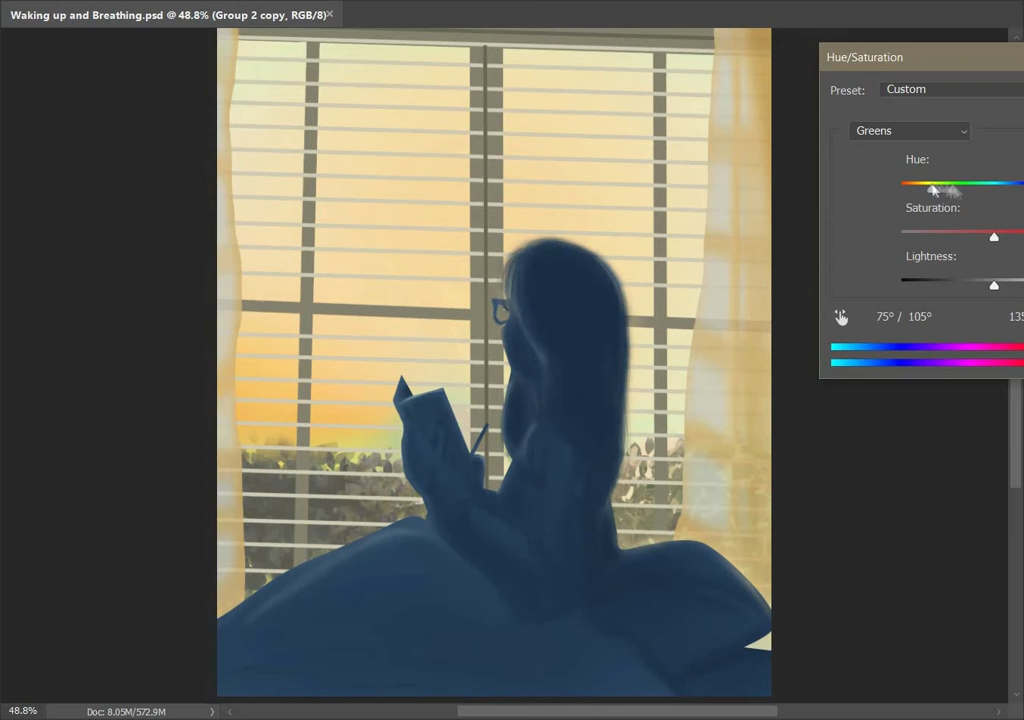 Waking up and Breathing.psd @ 48.8% (Group 2 copy, RGB/8)
Hue/Saturation
Preset: Custom
Greens
Hue:
Saturation:
Lightness:
75° / 105° 135
48.8% Doc: 8.05M/572.9M